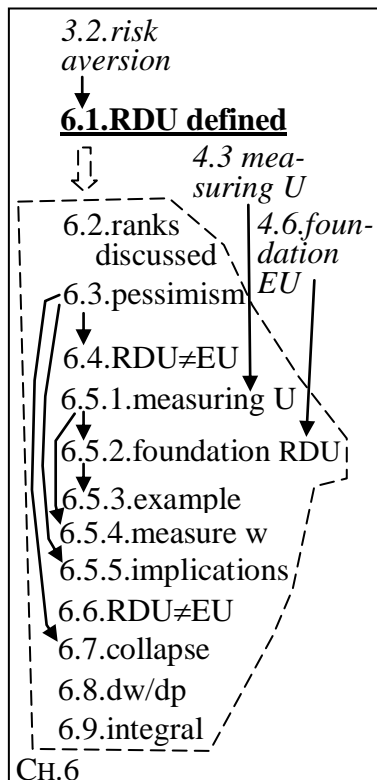 3.2.risk
aversion
6.1.RDU defined
4.3 mea-
suring U
6.2.ranks
discussed
4.6.foun-
dation
EU
6.3.pessimism
6.4.RDU≠EU
6.5.1.measuring U
6.5.2.foundation RDU
6.5.3.example
6.5.4.measure w
6.5.5.implications
6.6.RDU≠EU
6.7.collapse
6.8.dw/dp
6.9.integral
CH.6